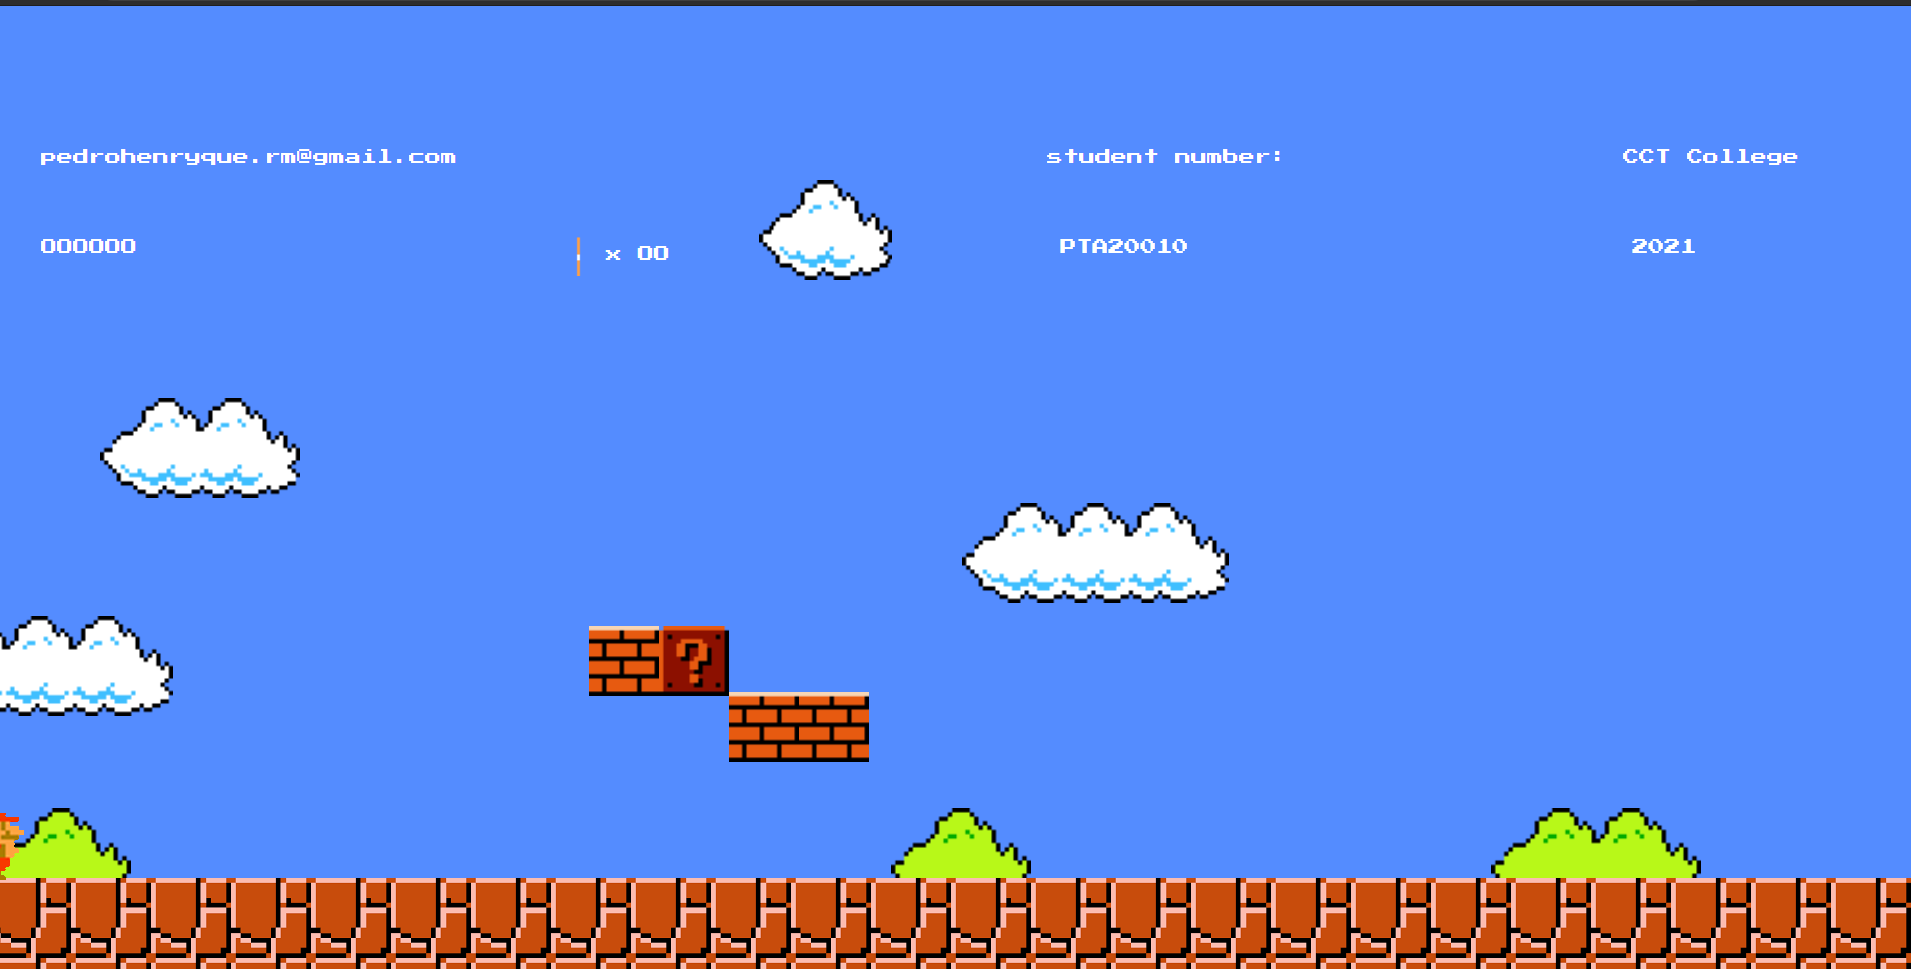 pedrohenryque.rm@gmail.com
student number:
CCT College
000000
x 00
PTA20010
2021
?